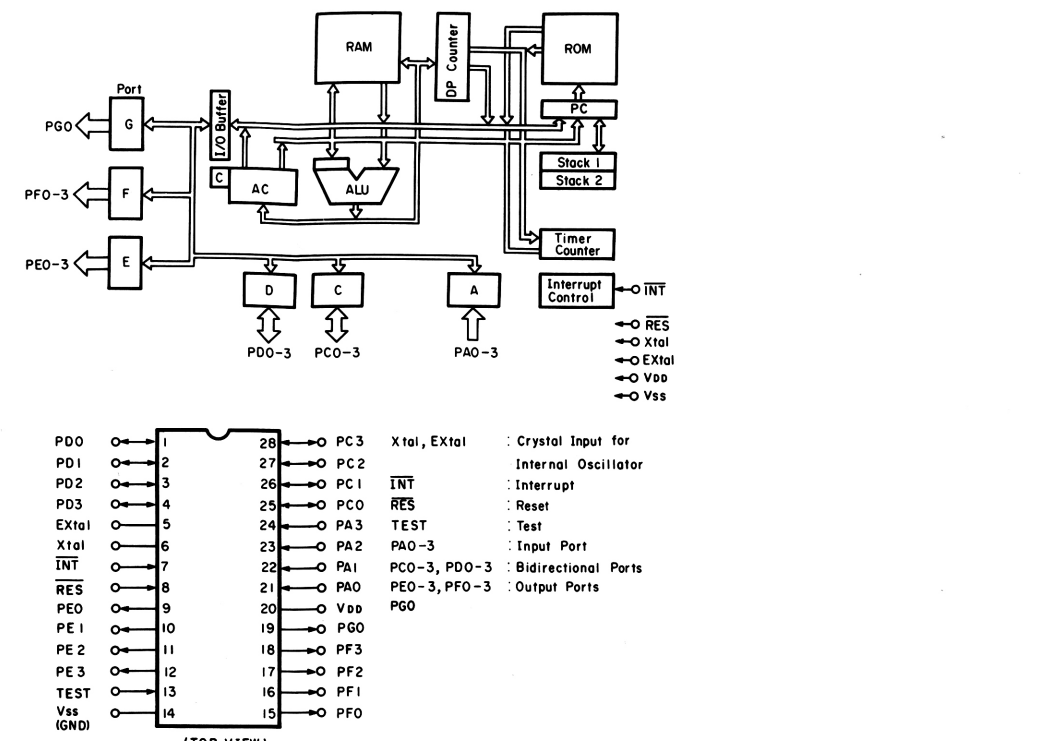 RAM
DP Counter
ROM
Port
PG0
G
I/O Buffer
PC
Stack 1
Stack 2
C
AC
ALU
PF0-3
F
PE0-3
E
Timer
Counter
D
C
A
Interrupt
Control
INT
PD0-3
PC0-3
PA0-3
RES
Xtal
EXtal
VDD
Vss
PD0 1 28 PC3 Xtal, EXtal : Crystal Input for
PD1 2 27 PC2 Internal Oscillator
PD2 3 26 PC1 INT : Interrupt
PD3 4 25 PC0 RES : Reset
EXtal 5 24 PA3 TEST : Test
Xtal 6 23 PA2 PA0-3 : Input Port
INT 7 22 PA1 PC0-3, PD0-3 : Bidirectional Ports
RES 8 21 PA0 PE0-3, PF0-3 : Output Ports
PE0 9 20 VDD PG0
PE1 10 19 PG0
PE2 11 18 PF3
PE3 12 17 PF2
TEST 13 16 PF1
Vss 14 15 PF0
(GND)
(TOP VIEW)